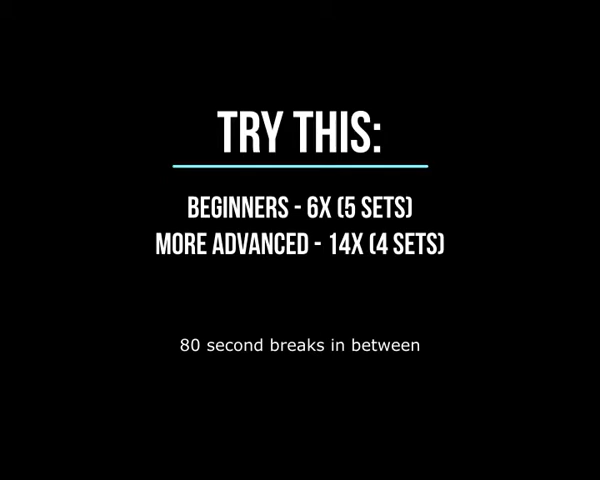 TRY THIS:
BEGINNERS - 6X (5 SETS)
MORE ADVANCED - 14X (4 SETS)
80 second breaks in between